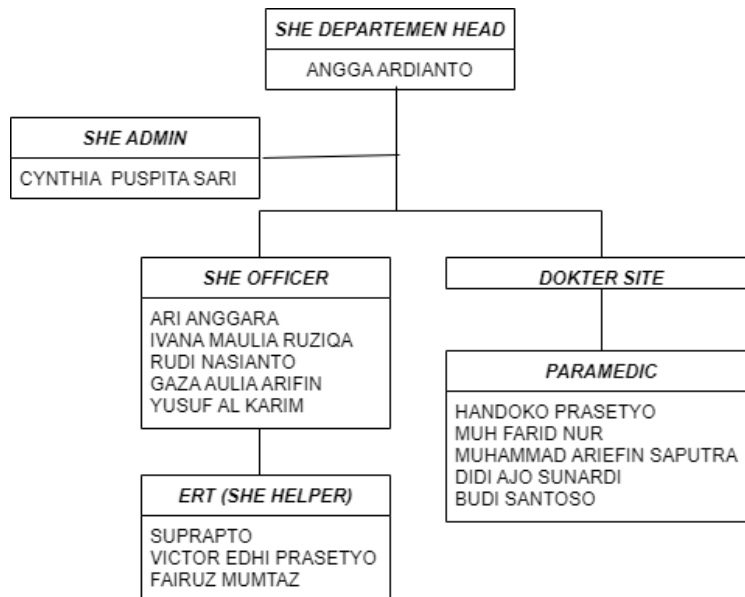 SHE DEPARTEMEN HEAD
ANGGA ARDIANTO
SHE ADMIN
CYNTHIA PUSPITA SARI
SHE OFFICER
ARI ANGGARA
IVANA MAULIA RUZIQA
RUDI NASIANTO
GAZA AULIA ARIFIN
YUSUF AL KARIM
ERT (SHE HELPER)
SUPRAPTO
VICTOR EDHI PRASETYO
FAIRUZ MUMTAZ
DOKTER SITE
PARAMEDIC
HANDOKO PRASETYO
MUH FARID NUR
MUHAMMAD ARIEFIN SAPUTRA
DIDI AJO SUNARDI
BUDI SANTOSO